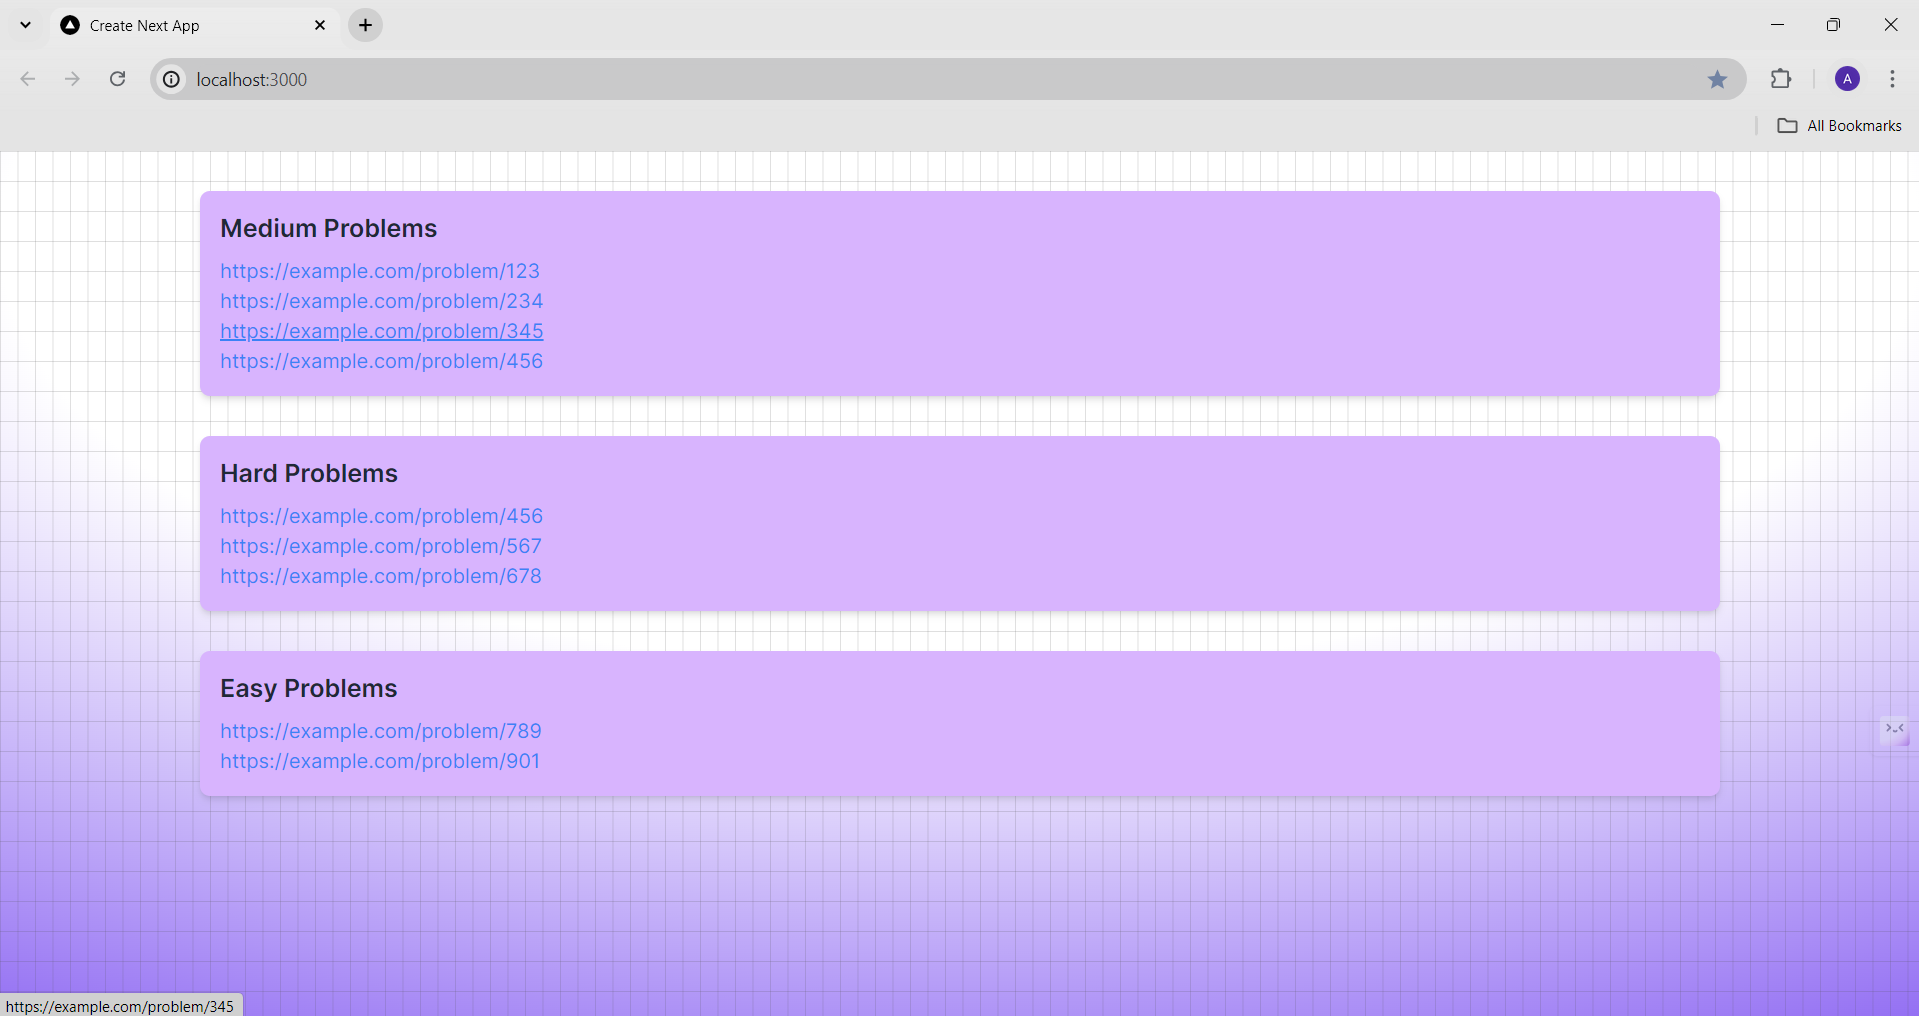 Create Next App
localhost:3000
A
All Bookmarks
Medium Problems
https://example.com/problem/123
https://example.com/problem/234
https://example.com/problem/345
https://example.com/problem/456
Hard Problems
https://example.com/problem/456
https://example.com/problem/567
https://example.com/problem/678
Easy Problems
https://example.com/problem/789
https://example.com/problem/901
https://example.com/problem/345